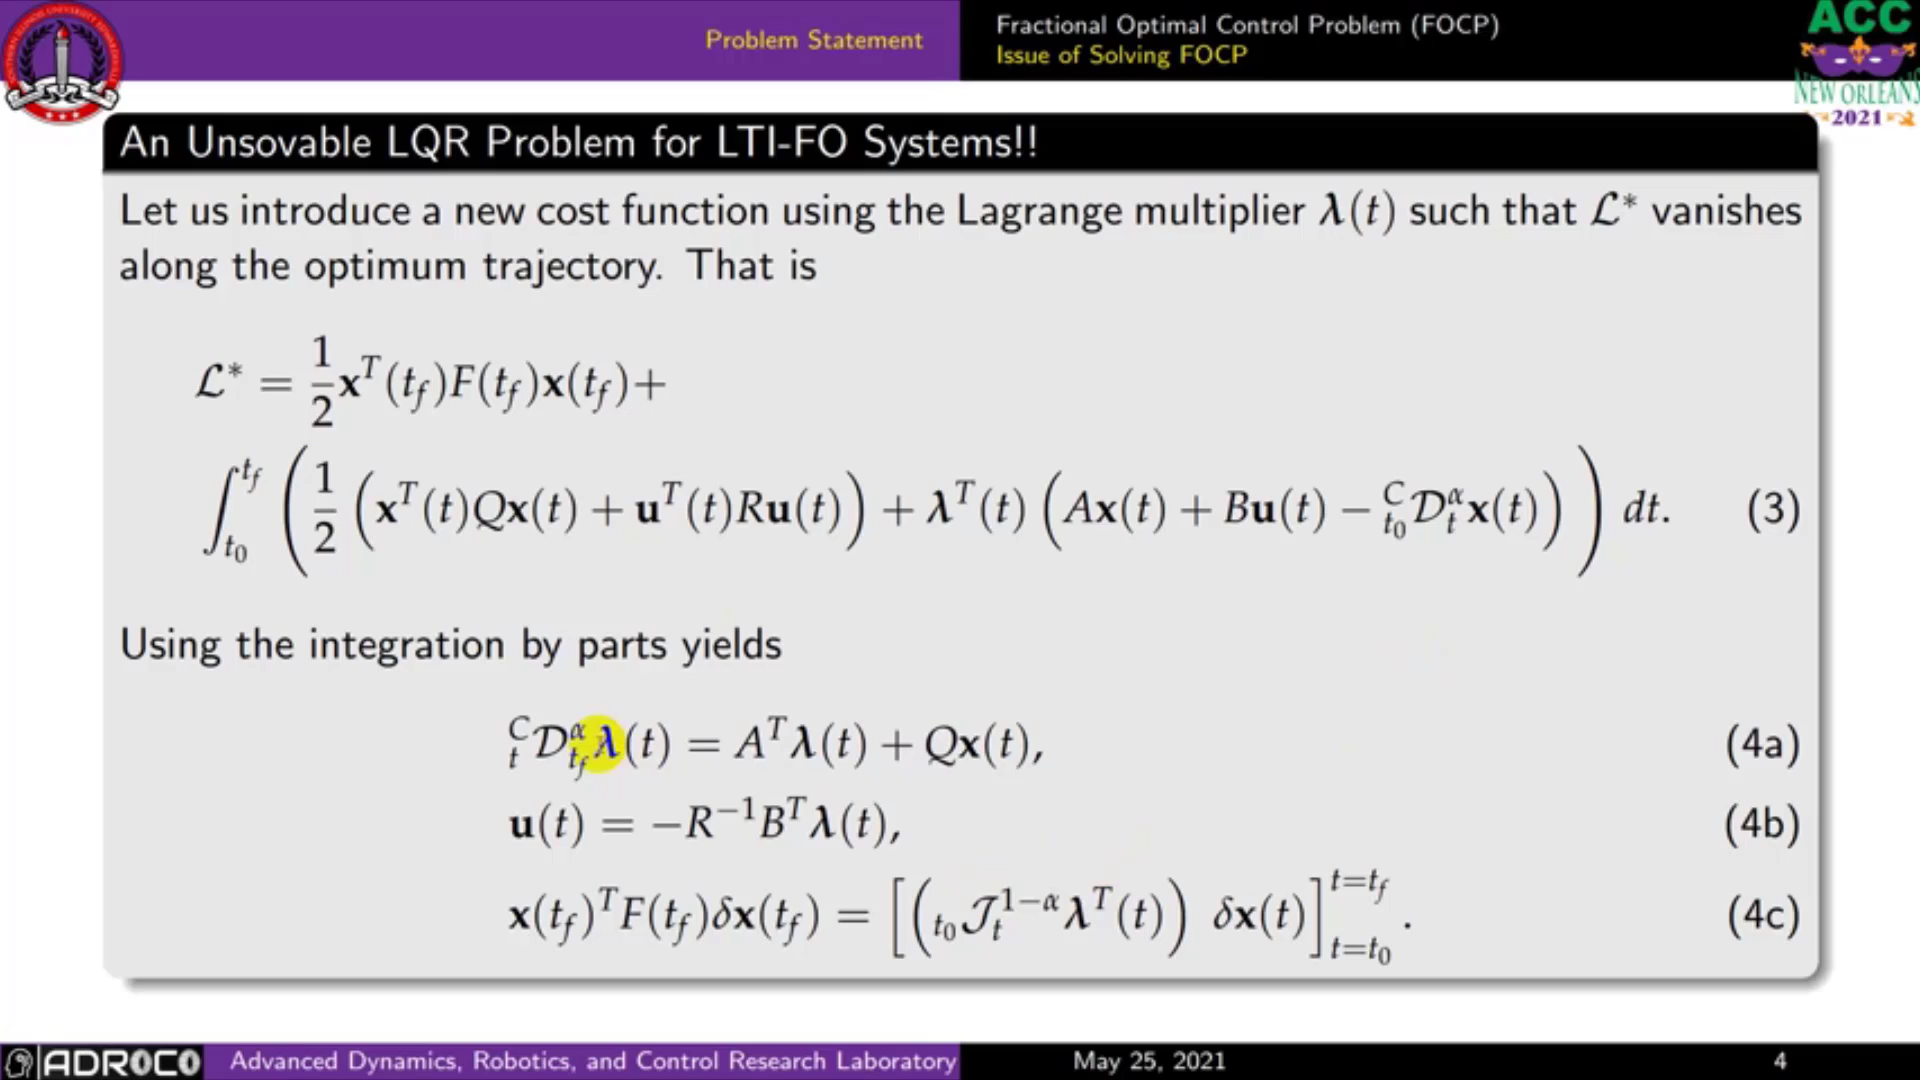 Problem Statement
Fractional Optimal Control Problem (FOCP)
Issue of Solving FOCP
ACC
NEW ORLEANS
2021
An Unsovable LQR Problem for LTI-FO Systems!!
Let us introduce a new cost function using the Lagrange multiplier λ(t) such that ℒ* vanishes
along the optimum trajectory. That is
ℒ* = 1/2 x^T(t_f)F(t_f)x(t_f)+
∫_{t_0}^{t_f} ( 1/2 ( x^T(t)Qx(t) + u^T(t)Ru(t) ) + λ^T(t) ( Ax(t) + Bu(t) − ^C_{t_0}𝒟^α_t x(t) ) ) dt. (3)
Using the integration by parts yields
^C_t𝒟^α_{t_f} λ(t) = A^T λ(t) + Qx(t), (4a)
u(t) = −R^{−1}B^T λ(t), (4b)
x(t_f)^T F(t_f)δx(t_f) = [ ( _{t_0}𝒥_t^{1−α} λ^T(t) ) δx(t) ]_{t=t_0}^{t=t_f} . (4c)
ADROCO
Advanced Dynamics, Robotics, and Control Research Laboratory
May 25, 2021
4